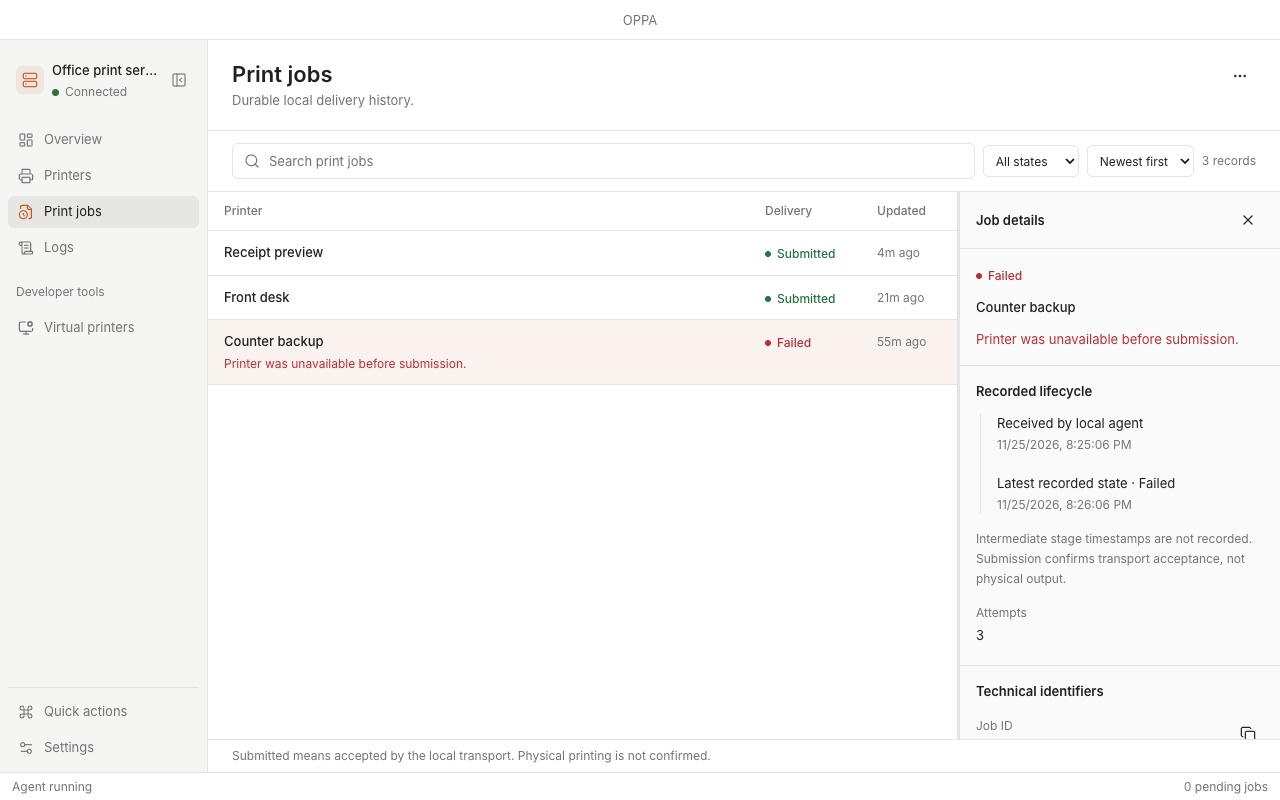 OPPA
Office print ser...
Connected
Overview
Printers
Print jobs
Logs
Developer tools
Virtual printers
Quick actions
Settings
Print jobs
Durable local delivery history.
Search print jobs
All states
Newest first
3 records
Printer Delivery Updated
Receipt preview Submitted 4m ago
Front desk Submitted 21m ago
Counter backup Failed 55m ago
Printer was unavailable before submission.
Job details
Failed
Counter backup
Printer was unavailable before submission.
Recorded lifecycle
Received by local agent
11/25/2026, 8:25:06 PM
Latest recorded state · Failed
11/25/2026, 8:26:06 PM
Intermediate stage timestamps are not recorded.
Submission confirms transport acceptance, not
physical output.
Attempts
3
Technical identifiers
Job ID
Submitted means accepted by the local transport. Physical printing is not confirmed.
Agent running
0 pending jobs